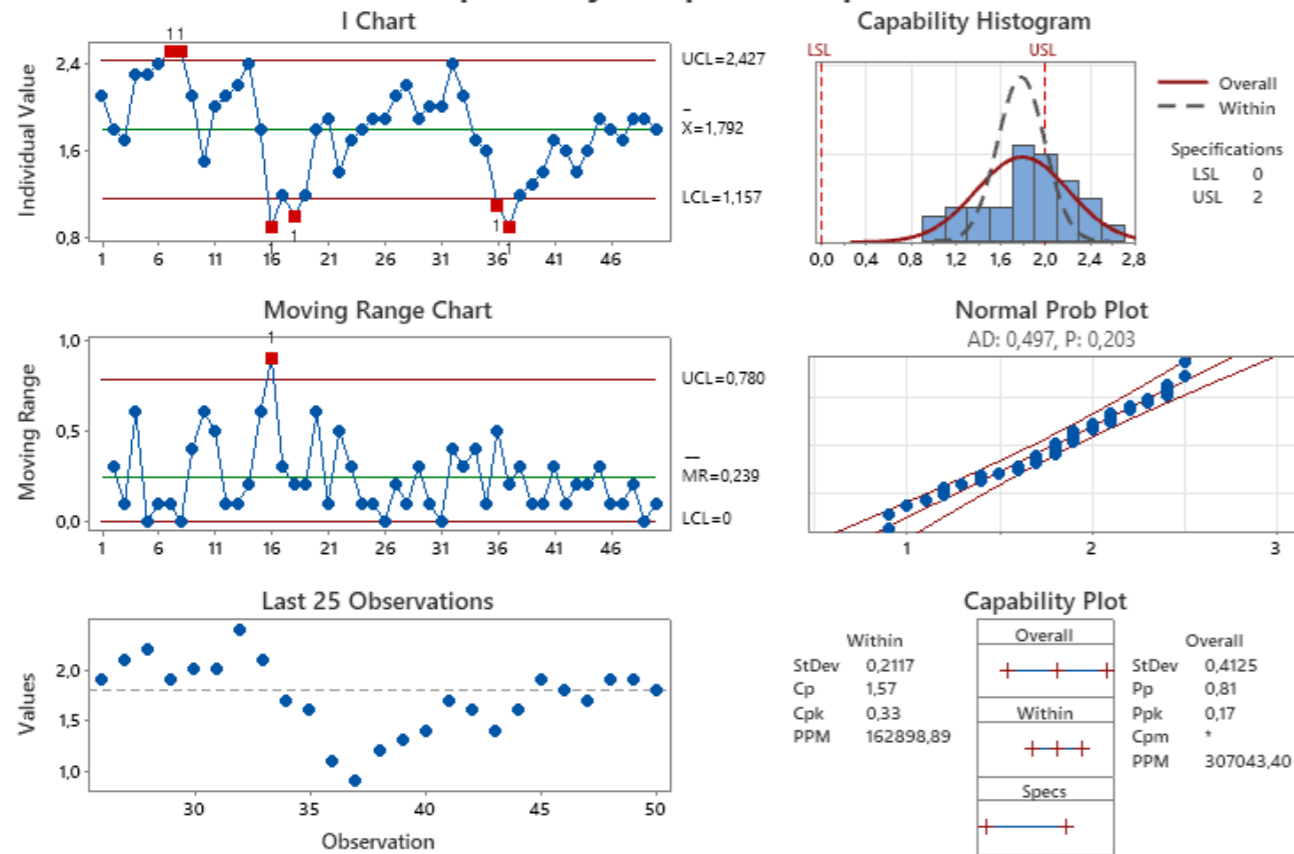 I Chart
1 1
2,4
1,6
0,8
Individual Value
UCL=2,427
_
X=1,792
LCL=1,157
1
1
1
1
1 6 11 16 21 26 31 36 41 46
Capability Histogram
LSL USL
0,0 0,4 0,8 1,2 1,6 2,0 2,4 2,8
Overall
Within
Specifications
LSL 0
USL 2
Moving Range Chart
1
1,0
0,5
0,0
Moving Range
UCL=0,780
__
MR=0,239
LCL=0
1 6 11 16 21 26 31 36 41 46
Normal Prob Plot
AD: 0,497, P: 0,203
1 2 3
Last 25 Observations
2,0
1,5
1,0
Values
30 35 40 45 50
Observation
Capability Plot
Within
StDev 0,2117
Cp 1,57
Cpk 0,33
PPM 162898,89
Overall
Within
Specs
Overall
StDev 0,4125
Pp 0,81
Ppk 0,17
Cpm *
PPM 307043,40